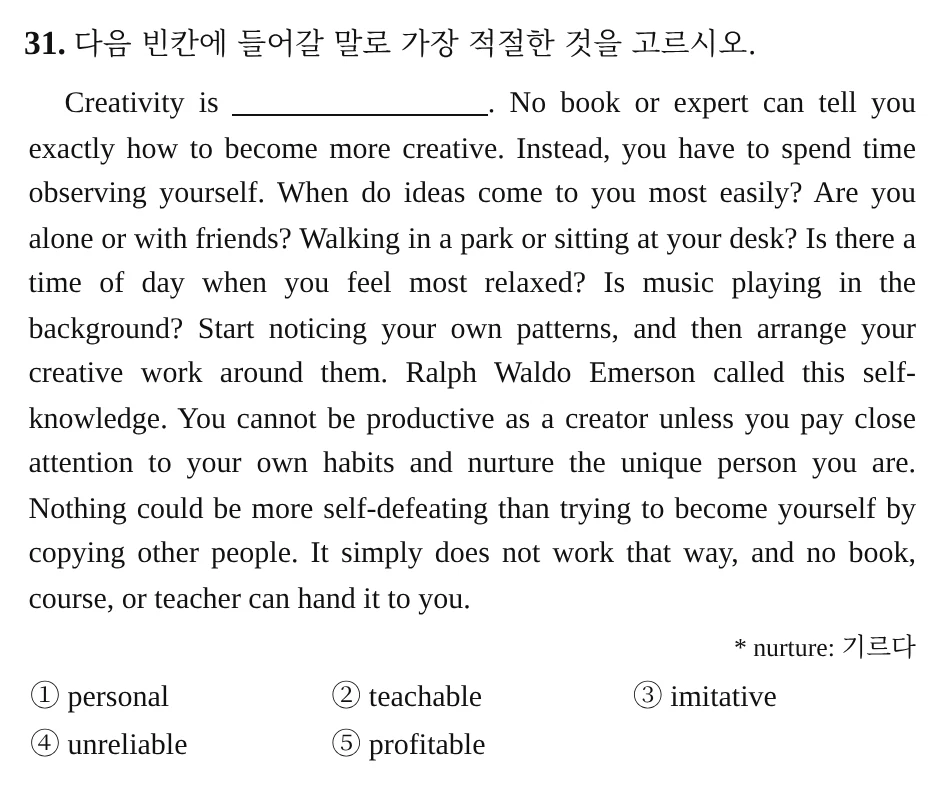 31. 다음 빈칸에 들어갈 말로 가장 적절한 것을 고르시오.
Creativity is ________________. No book or expert can tell you
exactly how to become more creative. Instead, you have to spend time
observing yourself. When do ideas come to you most easily? Are you
alone or with friends? Walking in a park or sitting at your desk? Is there a
time of day when you feel most relaxed? Is music playing in the
background? Start noticing your own patterns, and then arrange your
creative work around them. Ralph Waldo Emerson called this self-
knowledge. You cannot be productive as a creator unless you pay close
attention to your own habits and nurture the unique person you are.
Nothing could be more self-defeating than trying to become yourself by
copying other people. It simply does not work that way, and no book,
course, or teacher can hand it to you.
* nurture: 기르다
① personal ② teachable ③ imitative
④ unreliable ⑤ profitable